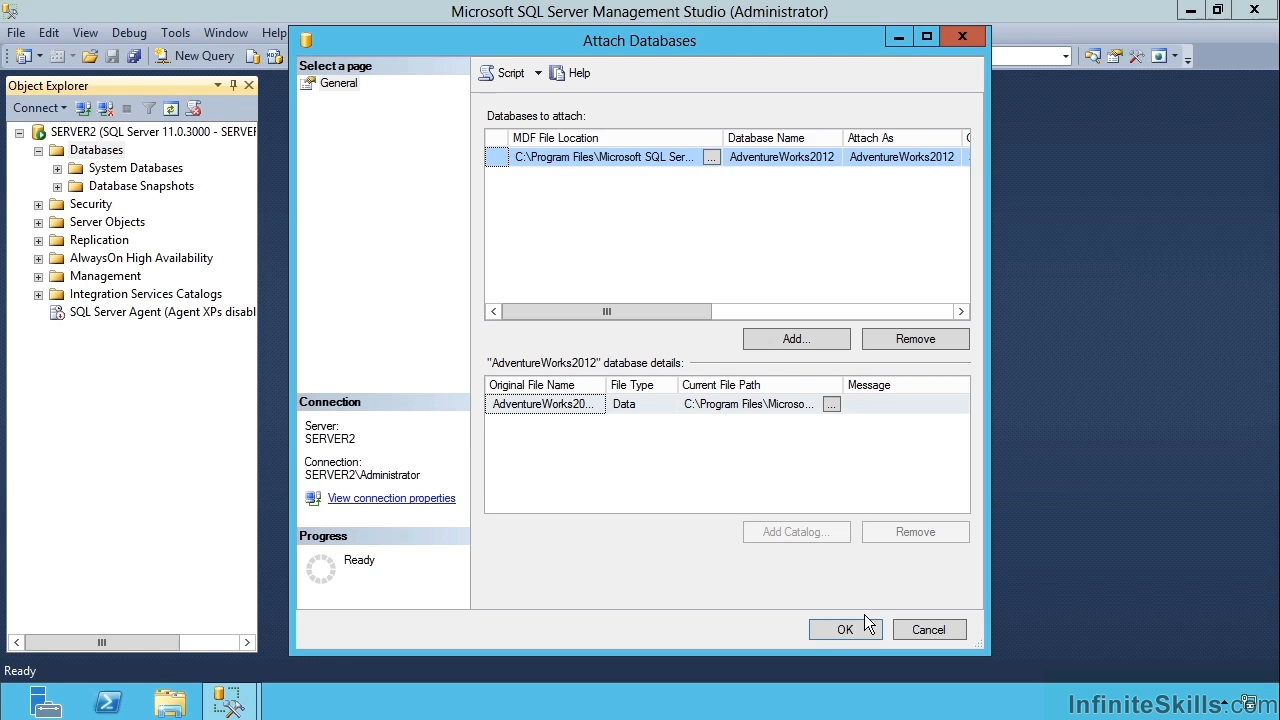 Microsoft SQL Server Management Studio (Administrator)
File Edit View Debug Tools Window Help
New Query
Object Explorer
Connect
SERVER2 (SQL Server 11.0.3000 - SERVER
Databases
System Databases
Database Snapshots
Security
Server Objects
Replication
AlwaysOn High Availability
Management
Integration Services Catalogs
SQL Server Agent (Agent XPs disabl
Attach Databases
Select a page
General
Script Help
Databases to attach:
MDF File Location Database Name Attach As
C:\Program Files\Microsoft SQL Ser... ... AdventureWorks2012 AdventureWorks2012
Add... Remove
"AdventureWorks2012" database details:
Original File Name File Type Current File Path Message
AdventureWorks20... Data C:\Program Files\Microso... ...
Add Catalog... Remove
Connection
Server:
SERVER2
Connection:
SERVER2\Administrator
View connection properties
Progress
Ready
OK Cancel
Ready
InfiniteSkills.com